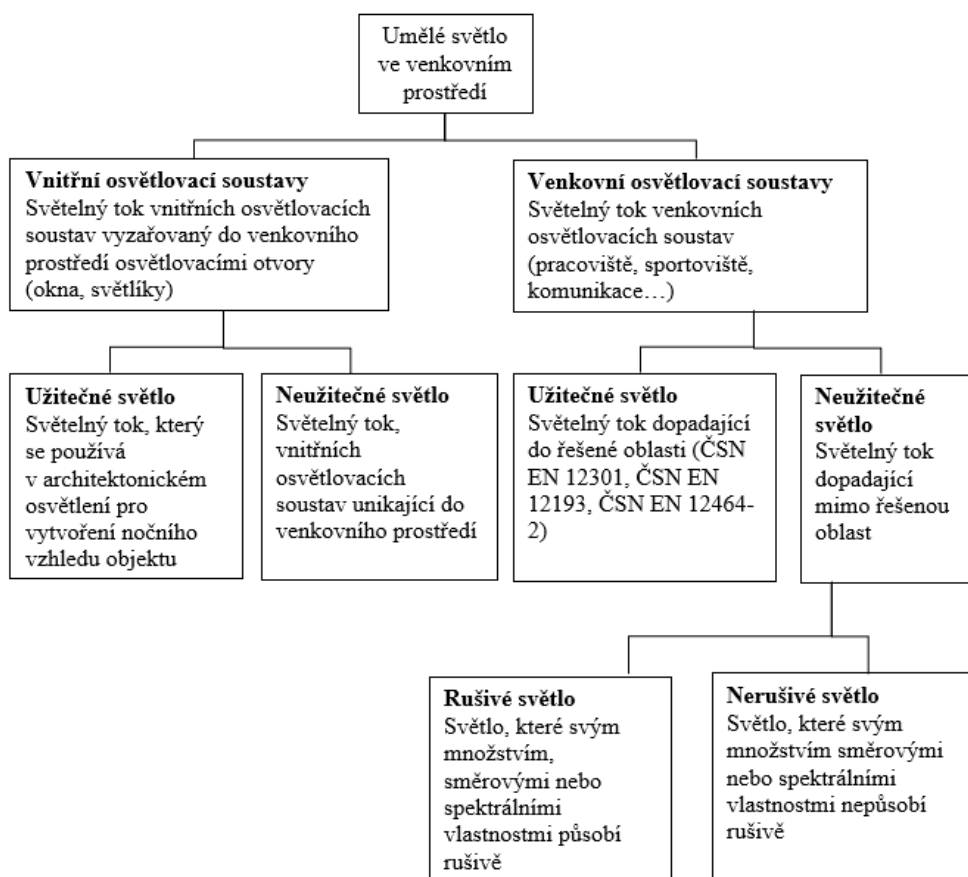 Umělé světlo
ve venkovním
prostředí
Vnitřní osvětlovací soustavy
Světelný tok vnitřních osvětlovacích
soustav vyzařovaný do venkovního
prostředí osvětlovacími otvory
(okna, světlíky)
Venkovní osvětlovací soustavy
Světelný tok venkovních
osvětlovacích soustav
(pracoviště, sportoviště,
komunikace…)
Užitečné světlo
Světelný tok, který
se používá
v architektonickém
osvětlení pro
vytvoření nočního
vzhledu objektu
Neužitečné světlo
Světelný tok,
vnitřních
osvětlovacích
soustav unikající do
venkovního prostředí
Užitečné světlo
Světelný tok dopadající
do řešené oblasti (ČSN
EN 12301, ČSN EN
12193, ČSN EN 12464-
2)
Neužitečné
světlo
Světelný tok
dopadající
mimo řešenou
oblast
Rušivé světlo
Světlo, které svým
množstvím,
směrovými nebo
spektrálními
vlastnostmi působí
rušivě
Nerušivé světlo
Světlo, které svým
množstvím směrovými
nebo spektrálními
vlastnostmi nepůsobí
rušivě